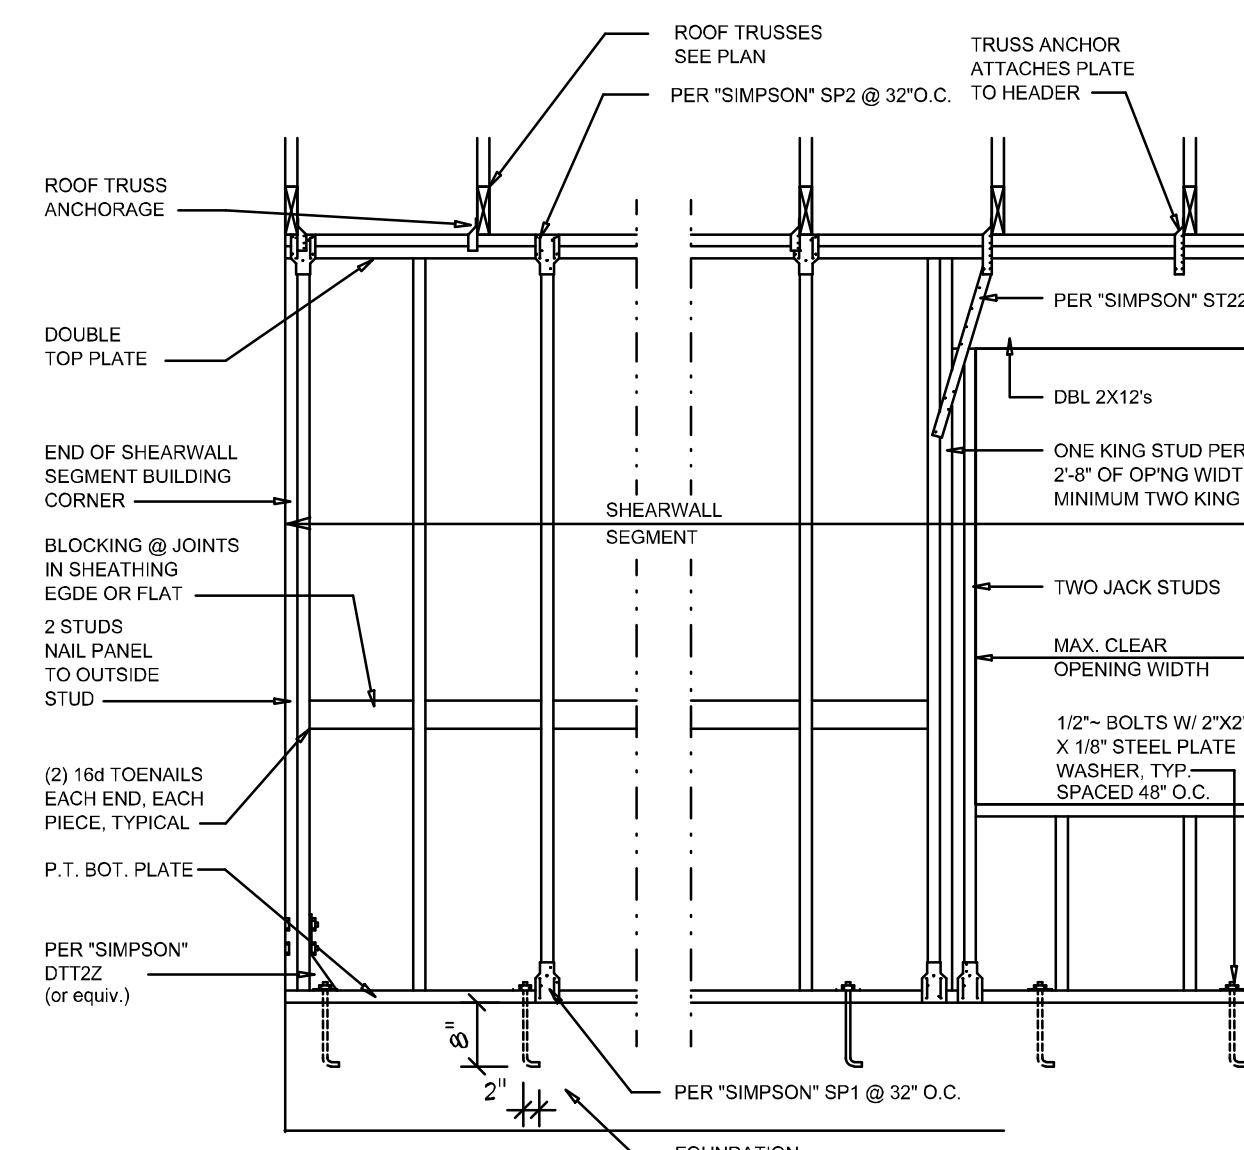 ROOF TRUSSES
SEE PLAN
PER "SIMPSON" SP2 @ 32"O.C.
TRUSS ANCHOR
ATTACHES PLATE
TO HEADER
ROOF TRUSS
ANCHORAGE
DOUBLE
TOP PLATE
END OF SHEARWALL
SEGMENT BUILDING
CORNER
BLOCKING @ JOINTS
IN SHEATHING
EGDE OR FLAT
2 STUDS
NAIL PANEL
TO OUTSIDE
STUD
(2) 16d TOENAILS
EACH END, EACH
PIECE, TYPICAL
P.T. BOT. PLATE
PER "SIMPSON"
DTT2Z
(or equiv.)
SHEARWALL
SEGMENT
PER "SIMPSON" ST22
DBL 2X12's
ONE KING STUD PER
2'-8" OF OP'NG WIDT
MINIMUM TWO KING
TWO JACK STUDS
MAX. CLEAR
OPENING WIDTH
1/2"~ BOLTS W/ 2"X2"
X 1/8" STEEL PLATE
WASHER, TYP.
SPACED 48" O.C.
8"
2"
PER "SIMPSON" SP1 @ 32" O.C.